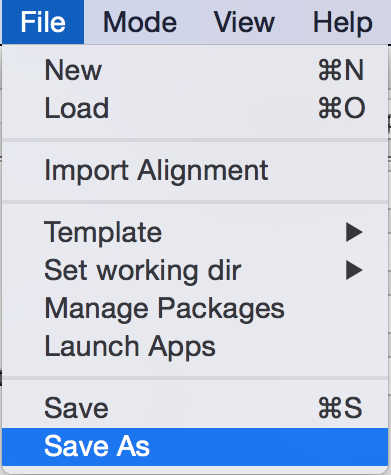 File Mode View Help
New ⌘N
Load ⌘O
Import Alignment
Template ▶
Set working dir ▶
Manage Packages
Launch Apps
Save ⌘S
Save As